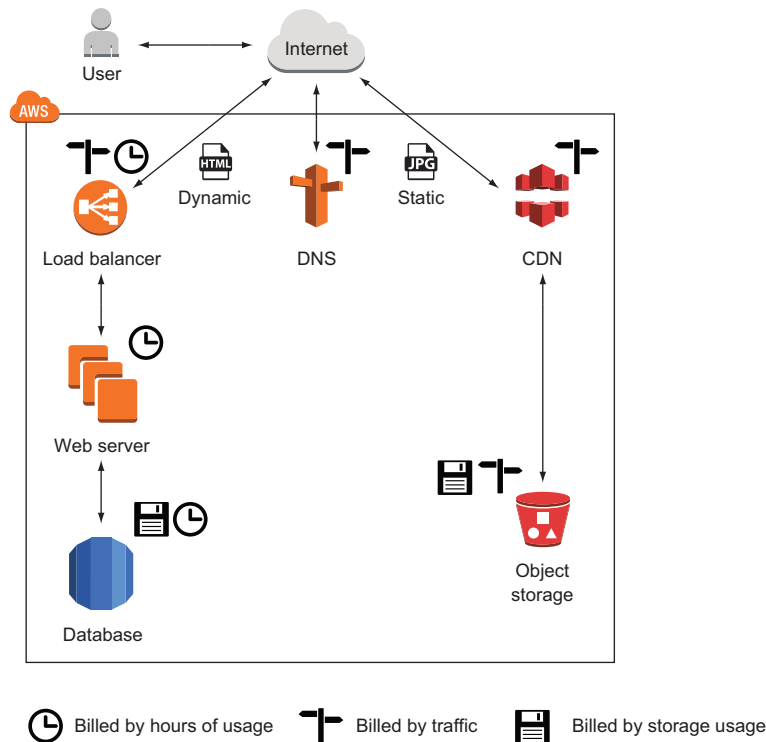 User
Internet
AWS
HTML
Dynamic
JPG
Static
Load balancer
DNS
CDN
Web server
Object
storage
Database
Billed by hours of usage
Billed by traffic
Billed by storage usage